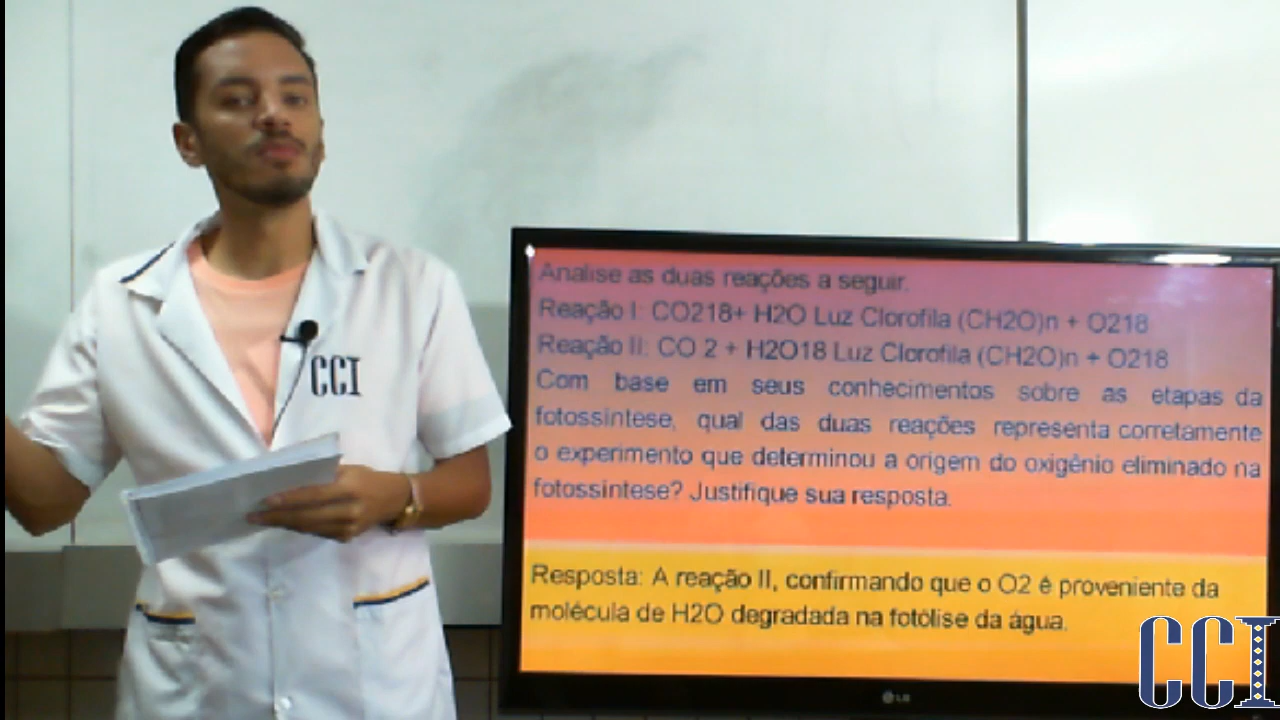 CCI
Analise as duas reações a seguir.
Reação I: CO218+ H2O Luz Clorofila (CH2O)n + O218
Reação II: CO 2 + H2O18 Luz Clorofila (CH2O)n + O218
Com base em seus conhecimentos sobre as etapas da
fotossíntese, qual das duas reações representa corretamente
o experimento que determinou a origem do oxigênio eliminado na
fotossíntese? Justifique sua resposta.
Resposta: A reação II, confirmando que o O2 é proveniente da
molécula de H2O degradada na fotólise da água.
LG
CCI